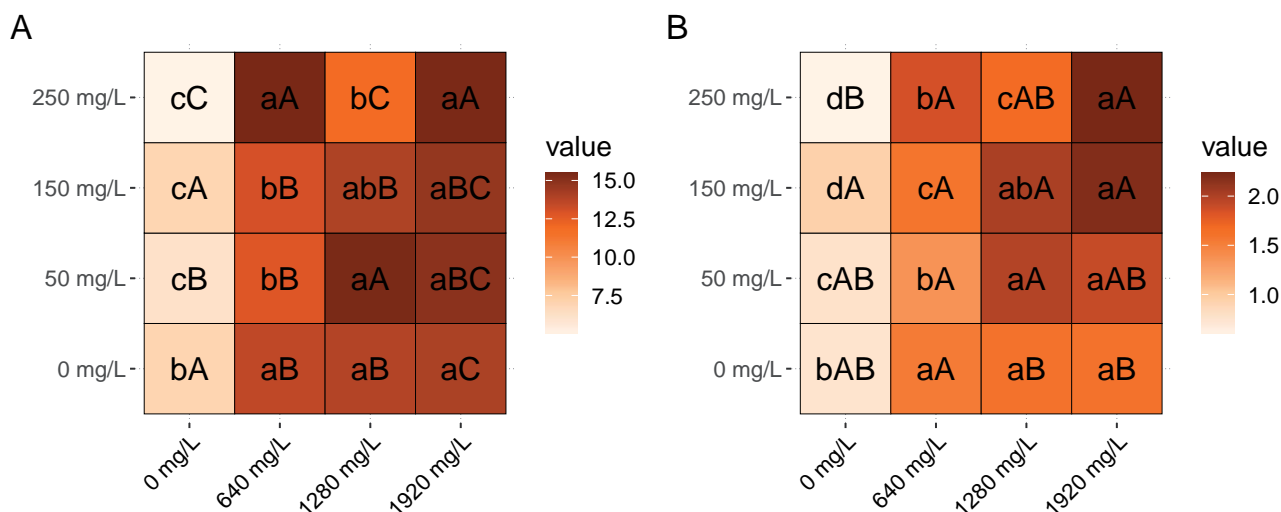 A
250 mg/L
cC aA bC aA
150 mg/L
cA bB abB aBC
50 mg/L
cB bB aA aBC
0 mg/L
bA aB aB aC
0 mg/L 640 mg/L 1280 mg/L 1920 mg/L
value
15.0
12.5
10.0
7.5
B
250 mg/L
dB bA cAB aA
150 mg/L
dA cA abA aA
50 mg/L
cAB bA aA aAB
0 mg/L
bAB aA aB aB
0 mg/L 640 mg/L 1280 mg/L 1920 mg/L
value
2.0
1.5
1.0